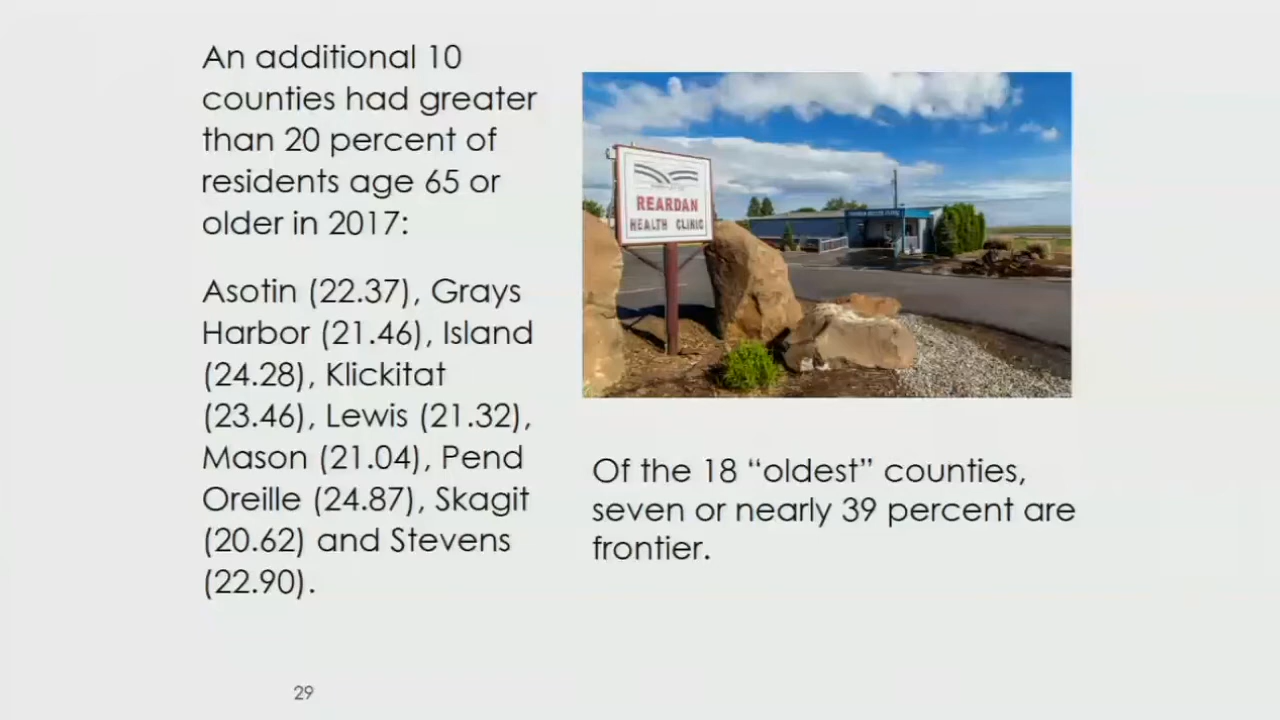 An additional 10
counties had greater
than 20 percent of
residents age 65 or
older in 2017:
Asotin (22.37), Grays
Harbor (21.46), Island
(24.28), Klickitat
(23.46), Lewis (21.32),
Mason (21.04), Pend
Oreille (24.87), Skagit
(20.62) and Stevens
(22.90).
REARDAN
HEALTH CLINIC
Of the 18 “oldest” counties,
seven or nearly 39 percent are
frontier.
29